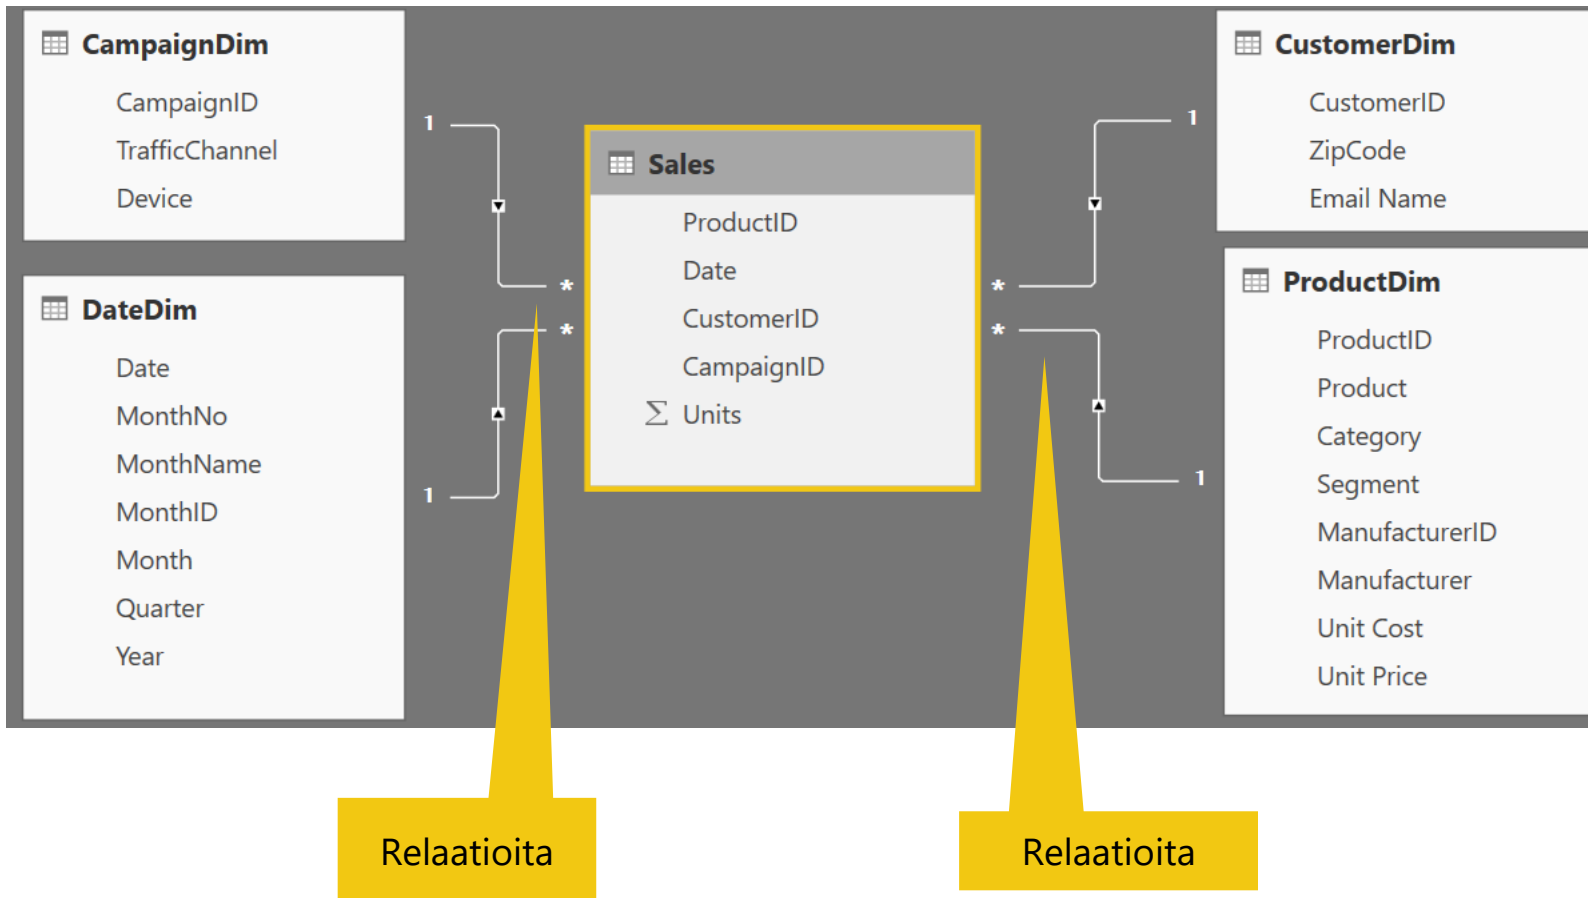 CampaignDim
CampaignID
TrafficChannel
Device
1
*
DateDim
Date
MonthNo
MonthName
MonthID
Month
Quarter
Year
1
*
Sales
ProductID
Date
CustomerID
CampaignID
Σ Units
CustomerDim
CustomerID
ZipCode
Email Name
1
*
ProductDim
ProductID
Product
Category
Segment
ManufacturerID
Manufacturer
Unit Cost
Unit Price
1
*
Relaatioita
Relaatioita